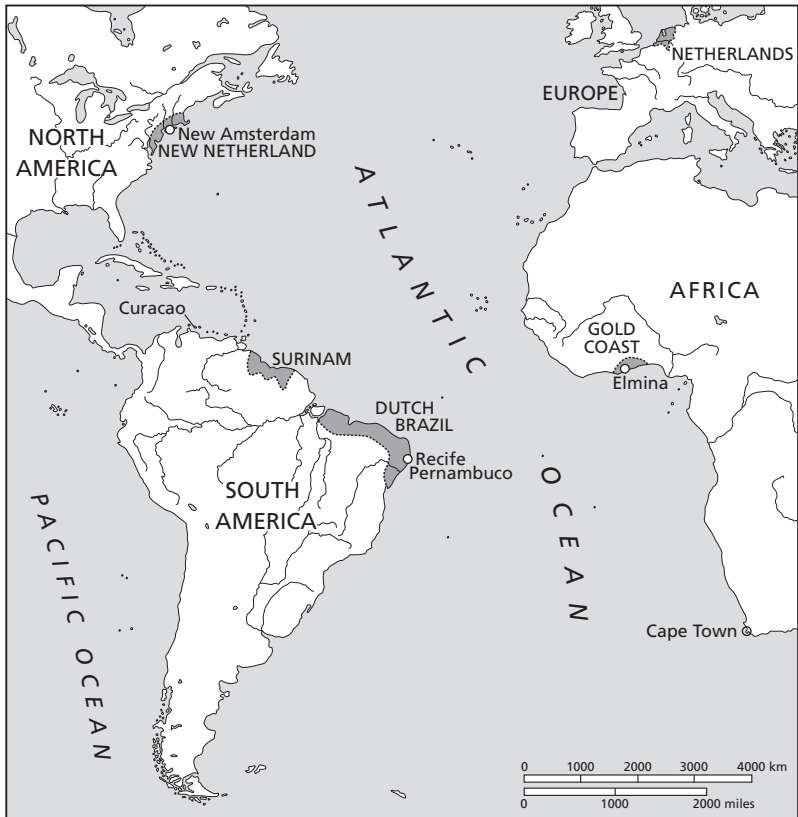 NETHERLANDS
EUROPE
NORTH
AMERICA
New Amsterdam
NEW NETHERLAND
ATLANTIC
OCEAN
AFRICA
Curacao
GOLD
COAST
Elmina
SURINAM
DUTCH
BRAZIL
Recife
Pernambuco
SOUTH
AMERICA
PACIFIC OCEAN
Cape Town
0 1000 2000 3000 4000 km
0 1000 2000 miles